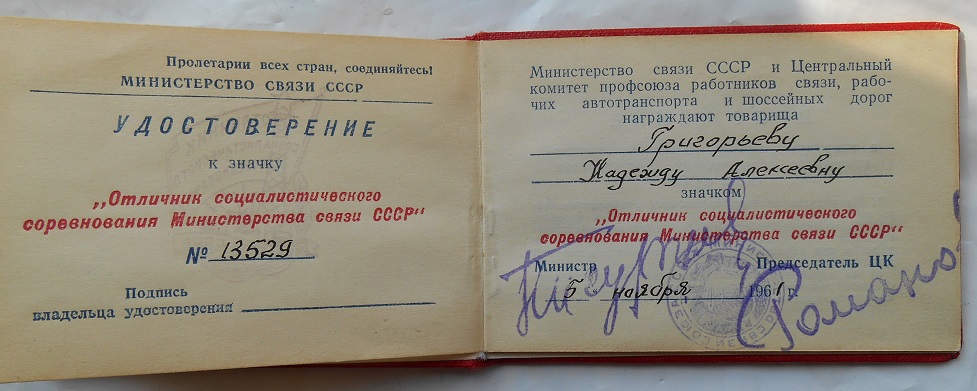 Пролетарии всех стран, соединяйтесь!
МИНИСТЕРСТВО СВЯЗИ СССР
УДОСТОВЕРЕНИЕ
к значку
„Отличник социалистического
соревнования Министерства связи СССР"
№ 13529
Подпись
владельца удостоверения
Министерство связи СССР и Центральный
комитет профсоюза работников связи, рабо-
чих автотранспорта и шоссейных дорог
награждают товарища
Григорьеву
Надежду Алексеевну
значком
„Отличник социалистического
соревнования Министерства связи СССР"
Министр Председатель ЦК
5 ноября 1961 г.